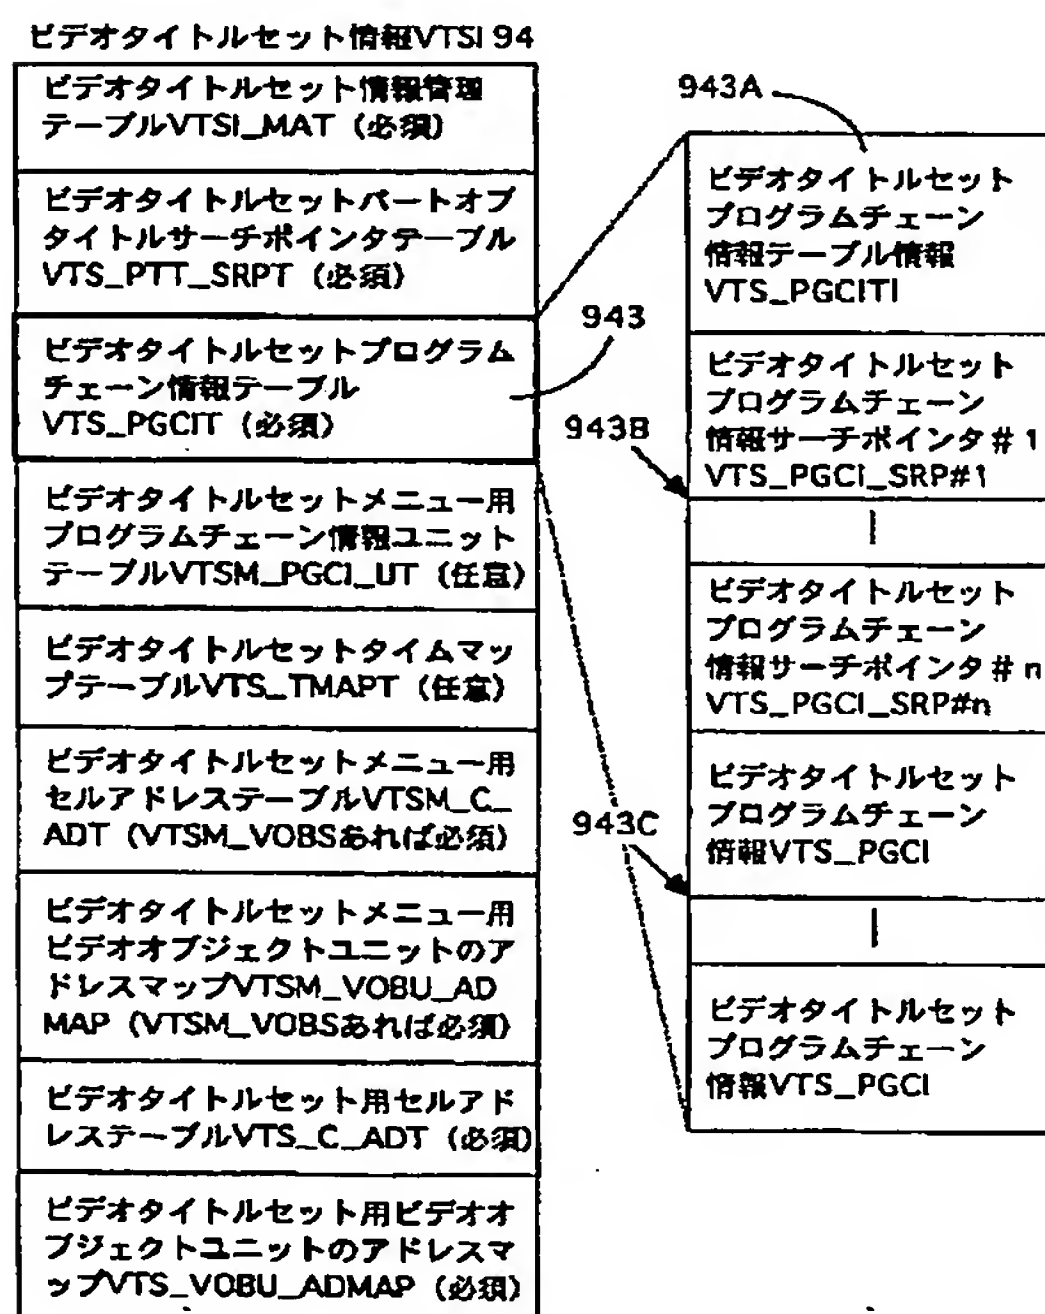 ビデオタイトルセット情報VTSI 94
ビデオタイトルセット情報管理
テーブルVTSI_MAT（必須）
ビデオタイトルセットパートオブ
タイトルサーチポインタテーブル
VTS_PTT_SRPT（必須）
ビデオタイトルセットプログラム
チェーン情報テーブル
VTS_PGCIT（必須）
ビデオタイトルセットメニュー用
プログラムチェーン情報ユニット
テーブルVTSM_PGCI_UT（任意）
ビデオタイトルセットタイムマッ
プテーブルVTS_TMAPT（任意）
ビデオタイトルセットメニュー用
セルアドレステーブルVTSM_C_
ADT（VTSM_VOBSあれば必須）
ビデオタイトルセットメニュー用
ビデオオブジェクトユニットのア
ドレスマップVTSM_VOBU_AD
MAP（VTSM_VOBSあれば必須）
ビデオタイトルセット用セルアド
レステーブルVTS_C_ADT（必須）
ビデオタイトルセット用ビデオオ
ブジェクトユニットのアドレスマ
ップVTS_VOBU_ADMAP（必須）
943A
943
943B
943C
ビデオタイトルセット
プログラムチェーン
情報テーブル情報
VTS_PGCITI
ビデオタイトルセット
プログラムチェーン
情報サーチポインタ＃1
VTS_PGCI_SRP#1
ビデオタイトルセット
プログラムチェーン
情報サーチポインタ＃n
VTS_PGCI_SRP#n
ビデオタイトルセット
プログラムチェーン
情報VTS_PGCI
ビデオタイトルセット
プログラムチェーン
情報VTS_PGCI